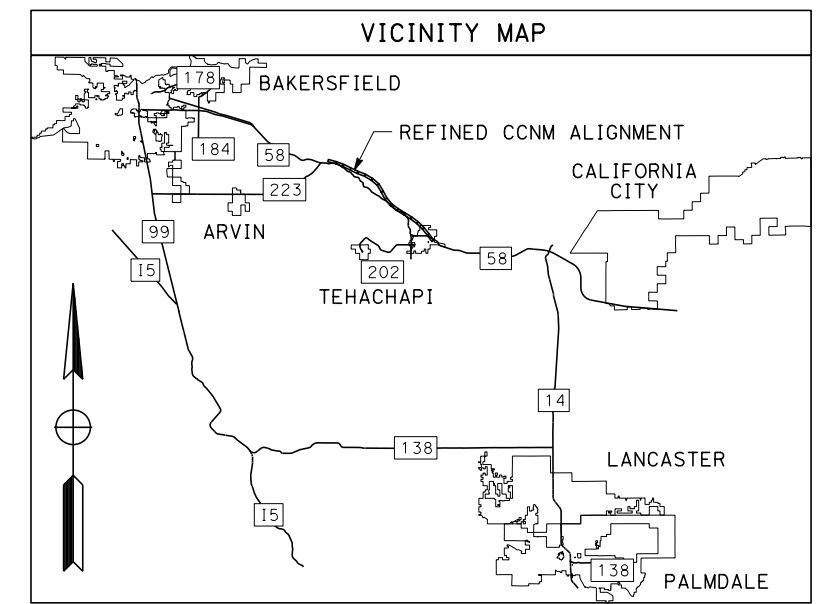 VICINITY MAP
178
BAKERSFIELD
REFINED CCNM ALIGNMENT
184
58
CALIFORNIA
CITY
223
ARVIN
99
I5
202
58
TEHACHAPI
14
138
LANCASTER
I5
138
PALMDALE